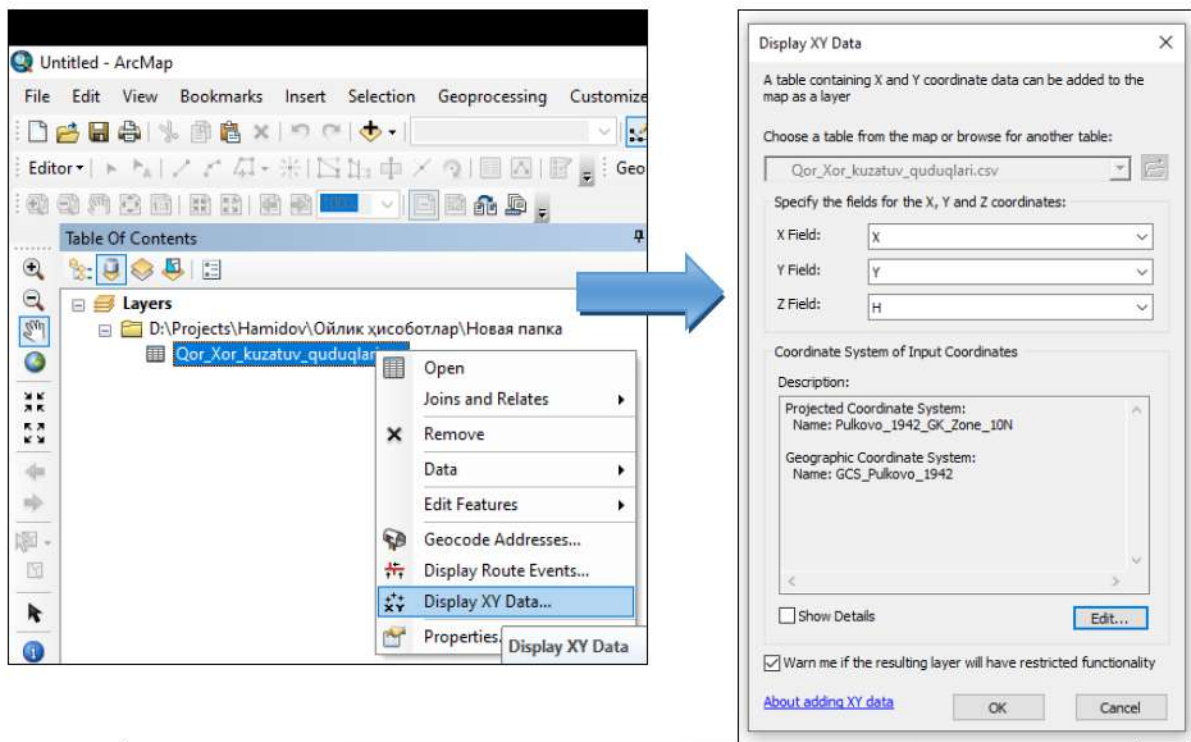 Untitled - ArcMap
File Edit View Bookmarks Insert Selection Geoprocessing Customize
Editor
Geo
100%
Table Of Contents
Layers
D:\Projects\Hamidov\Ойлик ҳисоботлар\Новая папка
Qor_Xor_kuzatuv_quduqlari
Open
Joins and Relates
Remove
Data
Edit Features
Geocode Addresses...
Display Route Events...
Display XY Data...
Properties.
Display XY Data
Display XY Data
A table containing X and Y coordinate data can be added to the
map as a layer
Choose a table from the map or browse for another table:
Qor_Xor_kuzatuv_quduqlari.csv
Specify the fields for the X, Y and Z coordinates:
X Field: X
Y Field: Y
Z Field: H
Coordinate System of Input Coordinates
Description:
Projected Coordinate System:
Name: Pulkovo_1942_GK_Zone_10N
Geographic Coordinate System:
Name: GCS_Pulkovo_1942
Show Details
Edit...
Warn me if the resulting layer will have restricted functionality
About adding XY data
OK
Cancel